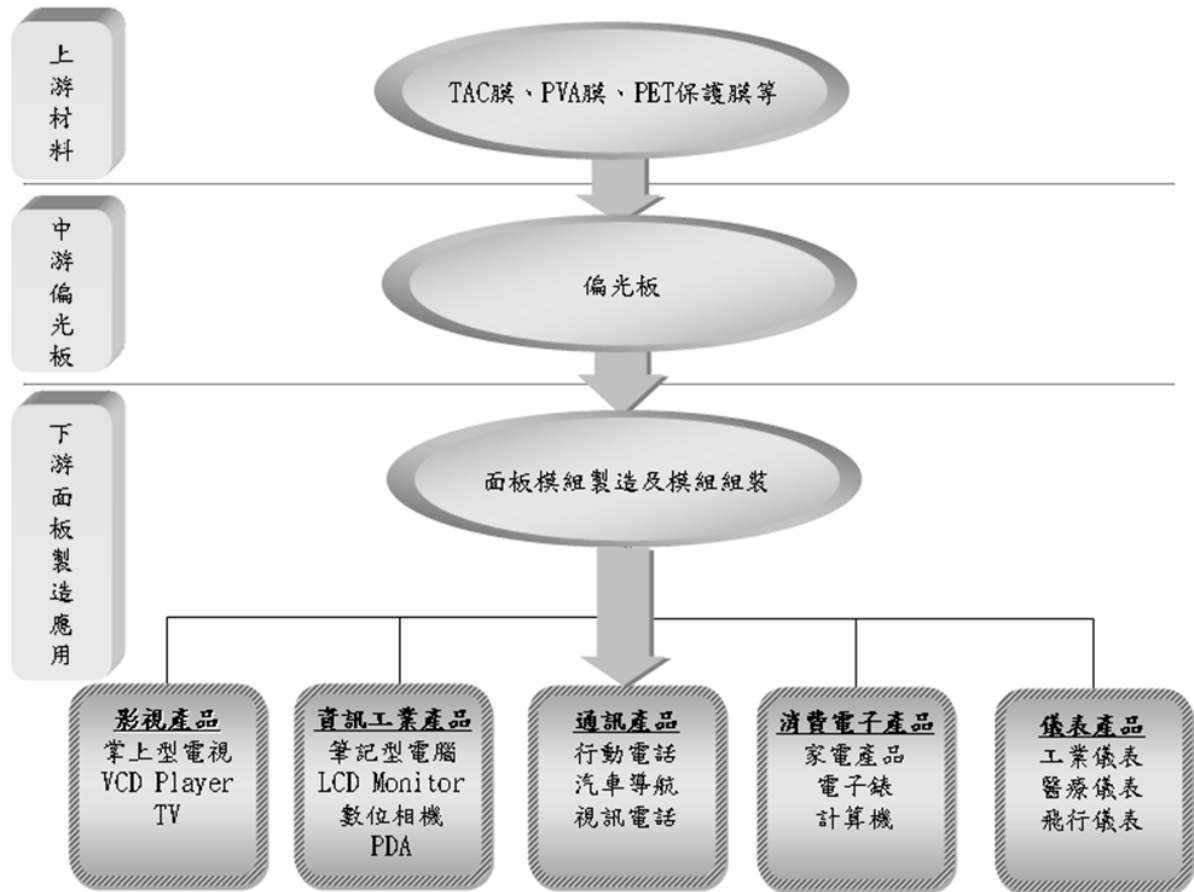 上游材料
TAC膜、PVA膜、PET保護膜等
中游偏光板
偏光板
下游面板製造應用
面板模組製造及模組組裝
影視產品
掌上型電視
VCD Player
TV
資訊工業產品
筆記型電腦
LCD Monitor
數位相機
PDA
通訊產品
行動電話
汽車導航
視訊電話
消費電子產品
家電產品
電子錶
計算機
儀表產品
工業儀表
醫療儀表
飛行儀表